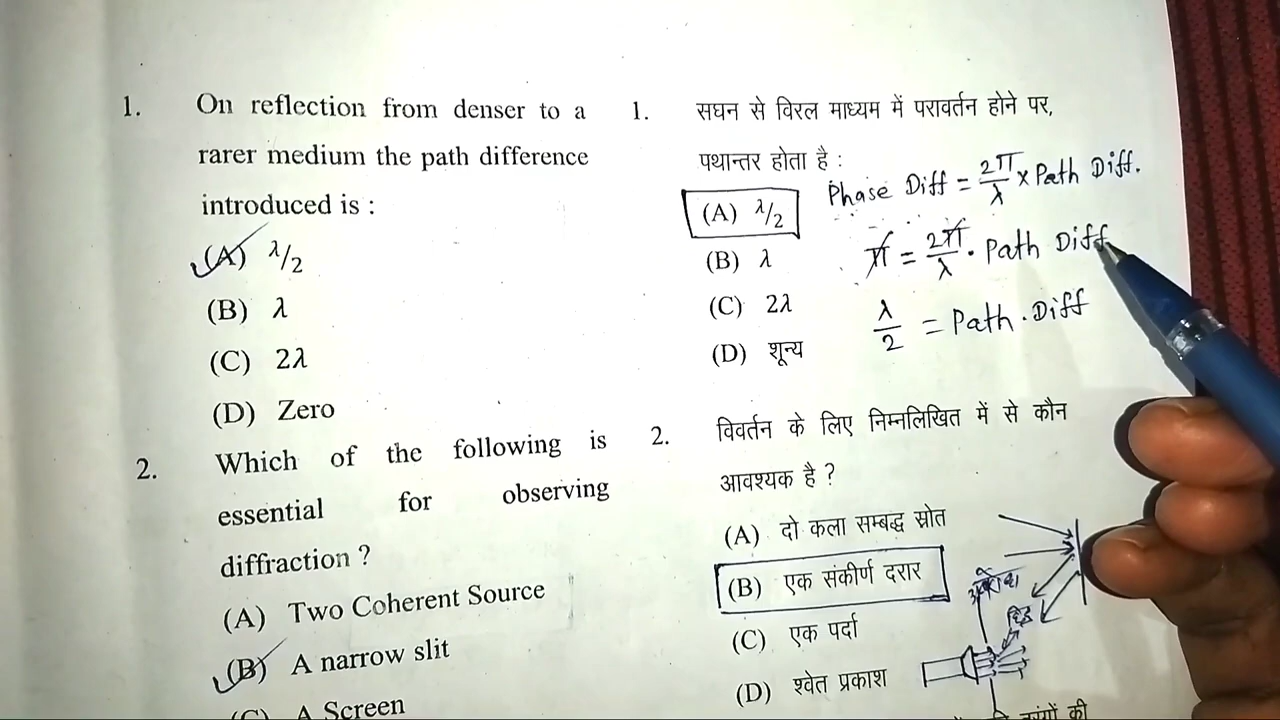 1. On reflection from denser to a
rarer medium the path difference
introduced is :
(A) λ/2
(B) λ
(C) 2λ
(D) Zero
2. Which of the following is
essential for observing
diffraction ?
(A) Two Coherent Source
(B) A narrow slit
(C) A Screen
1. सघन से विरल माध्यम में परावर्तन होने पर,
पथान्तर होता है :
(A) λ/2
(B) λ
(C) 2λ
(D) शून्य
Phase Diff = 2π/λ × Path Diff.
π = 2π/λ · Path Diff
λ/2 = Path · Diff
2. विवर्तन के लिए निम्नलिखित में से कौन
आवश्यक है ?
(A) दो कला सम्बद्ध स्रोत
(B) एक संकीर्ण दरार
(C) एक पर्दा
(D) श्वेत प्रकाश